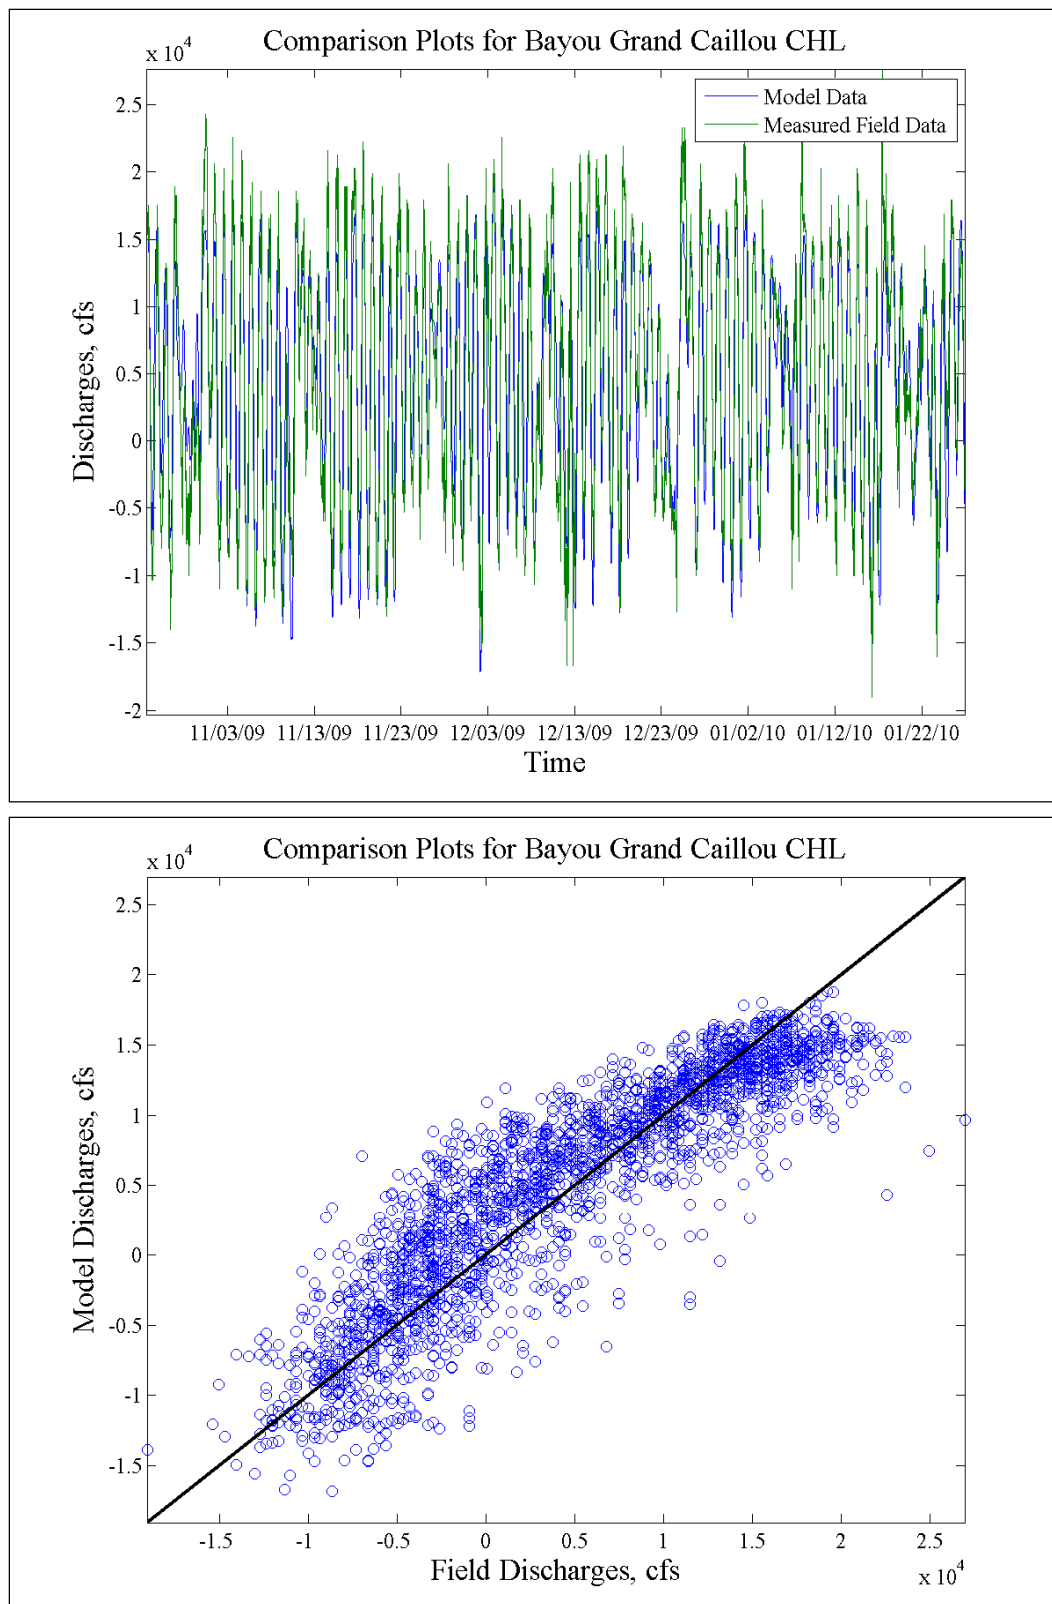 Comparison Plots for Bayou Grand Caillou CHL
x 10^4
Model Data
Measured Field Data
2.5
2
1.5
1
0.5
0
-0.5
-1
-1.5
-2
Discharges, cfs
11/03/09 11/13/09 11/23/09 12/03/09 12/13/09 12/23/09 01/02/10 01/12/10 01/22/10
Time
Comparison Plots for Bayou Grand Caillou CHL
x 10^4
2.5
2
1.5
1
0.5
0
-0.5
-1
-1.5
Model Discharges, cfs
-1.5 -1 -0.5 0 0.5 1 1.5 2 2.5
Field Discharges, cfs
x 10^4